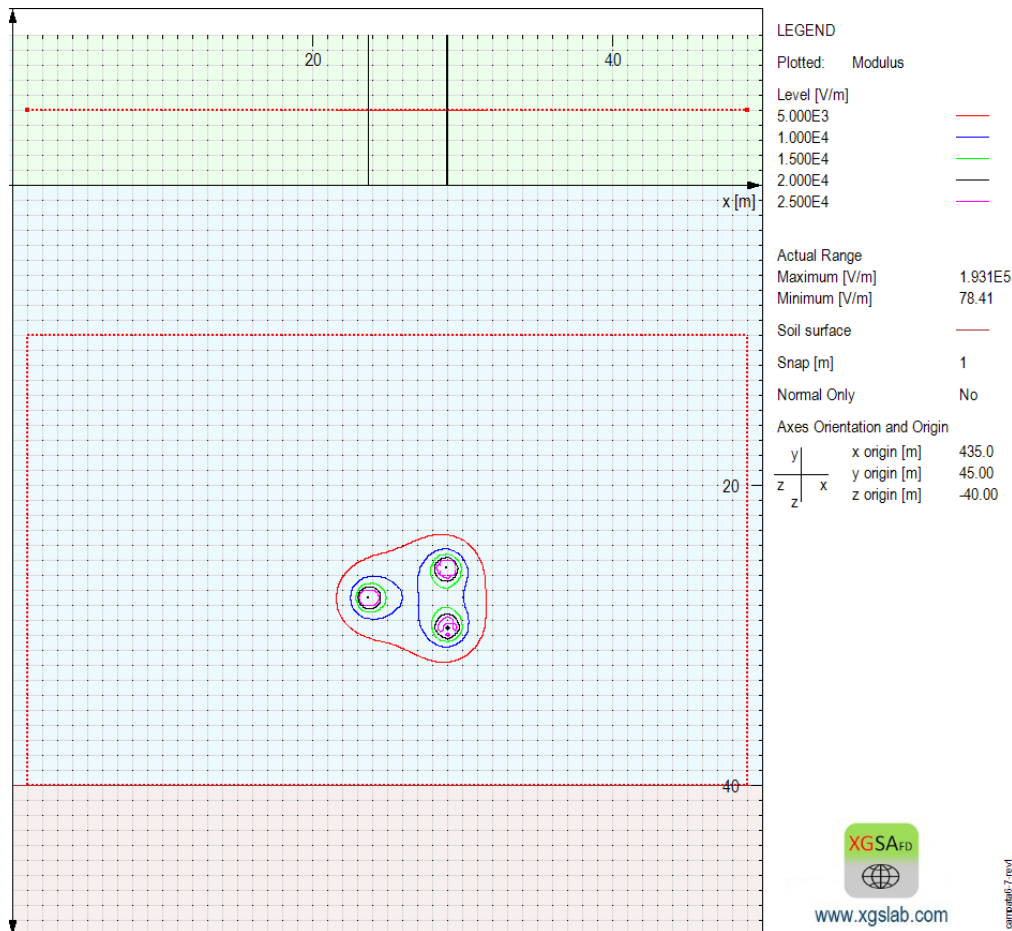 LEGEND
Plotted: Modulus
Level [V/m]
5.000E3
1.000E4
1.500E4
2.000E4
2.500E4
Actual Range
Maximum [V/m] 1.931E5
Minimum [V/m] 78.41
Soil surface
Snap [m] 1
Normal Only No
Axes Orientation and Origin
y x origin [m] 435.0
z x y origin [m] 45.00
z z origin [m] -40.00
20 40
x [m]
20
40
XGSAFD
www.xgslab.com